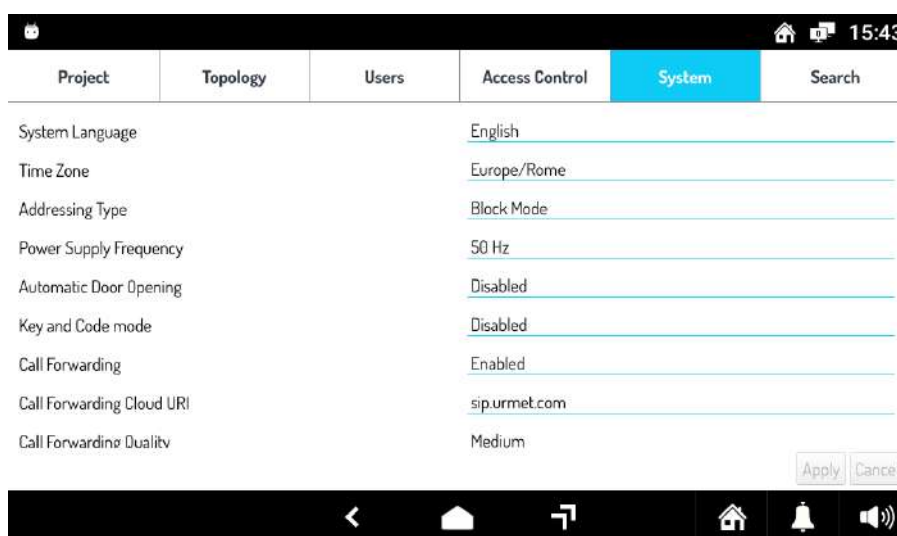 15:43
Project Topology Users Access Control System Search
System Language English
Time Zone Europe/Rome
Addressing Type Block Mode
Power Supply Frequency 50 Hz
Automatic Door Opening Disabled
Key and Code mode Disabled
Call Forwarding Enabled
Call Forwarding Cloud URI sip.urmet.com
Call Forwarding Quality Medium
Apply Cance